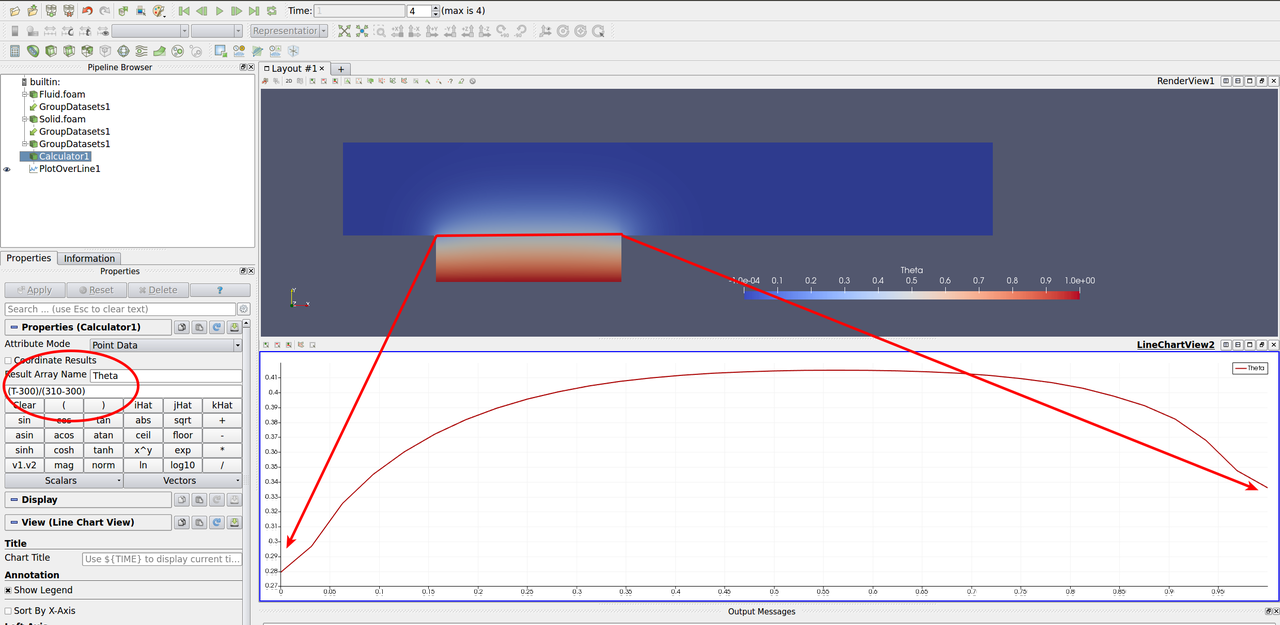 Time: 1 4 (max is 4)
Representation
Pipeline Browser
builtin:
Fluid.foam
GroupDatasets1
Solid.foam
GroupDatasets1
GroupDatasets1
Calculator1
PlotOverLine1
Properties Information
Properties
Apply Reset Delete ?
Search ... (use Esc to clear text)
Properties (Calculator1)
Attribute Mode Point Data
Coordinate Results
Result Array Name Theta
(T-300)/(310-300)
Clear ( ) iHat jHat kHat
sin cos tan abs sqrt +
asin acos atan ceil floor -
sinh cosh tanh x^y exp *
v1.v2 mag norm ln log10 /
Scalars Vectors
Display
View (Line Chart View)
Title
Chart Title Use ${TIME} to display current ti...
Annotation
Show Legend
Sort By X-Axis
Layout #1 × +
2D
RenderView1
Theta
0e-04 0.1 0.2 0.3 0.4 0.5 0.6 0.7 0.8 0.9 1.0e+00
LineChartView2
Theta
0.41
0.4
0.39
0.38
0.37
0.36
0.35
0.34
0.33
0.32
0.31
0.3
0.29
0.28
0.27
0 0.05 0.1 0.15 0.2 0.25 0.3 0.35 0.4 0.45 0.5 0.55 0.6 0.65 0.7 0.75 0.8 0.85 0.9 0.95
Output Messages